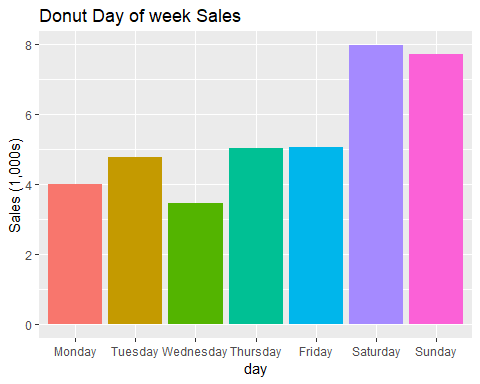 Donut Day of week Sales
8
6
4
2
0
Sales (1,000s)
Monday Tuesday Wednesday Thursday Friday Saturday Sunday
day